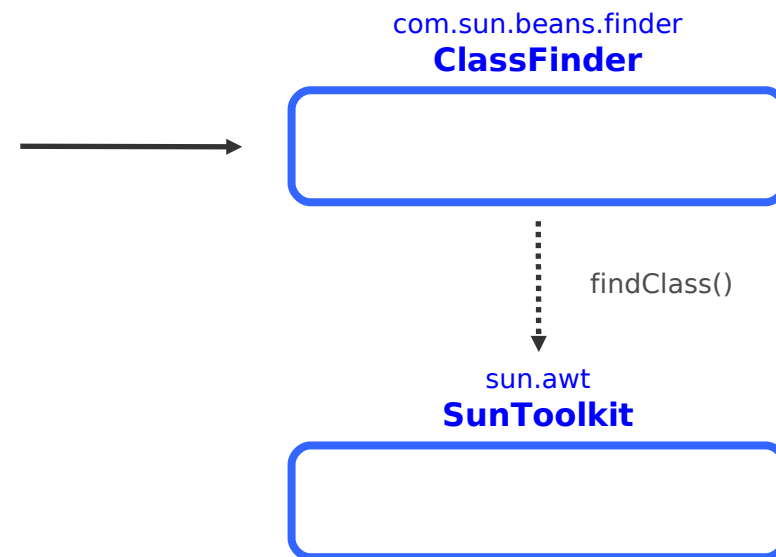 com.sun.beans.finder
ClassFinder
findClass()
sun.awt
SunToolkit